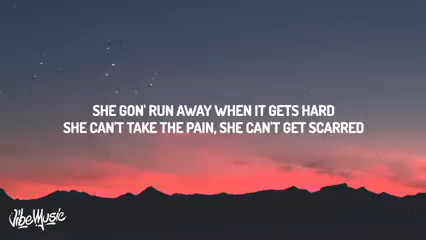 SHE GON' RUN AWAY WHEN IT GETS HARD
SHE CAN'T TAKE THE PAIN, SHE CAN'T GET SCARRED
VibeMusic